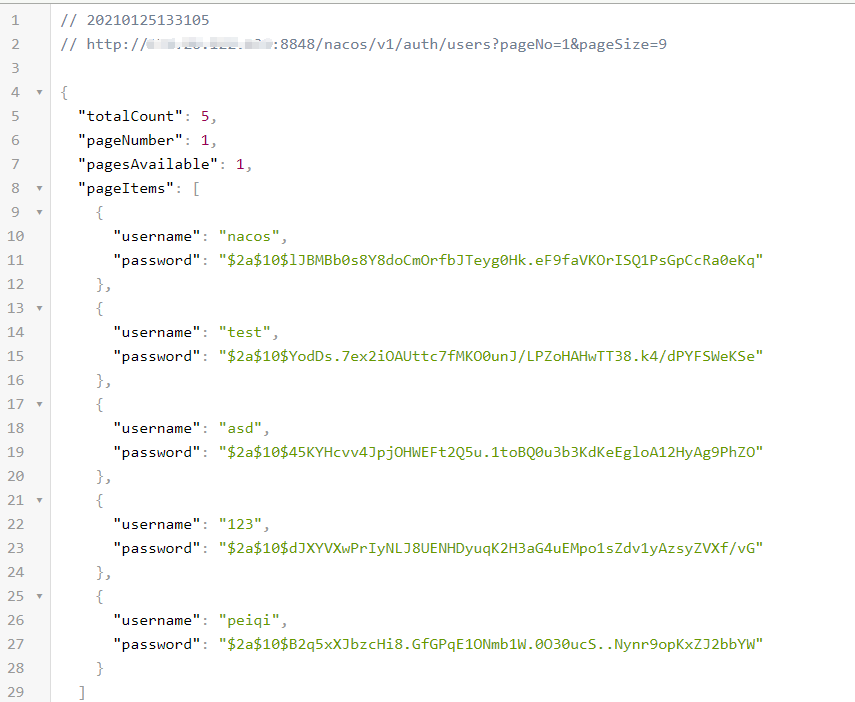 1 // 20210125133105
2 // http:// :8848/nacos/v1/auth/users?pageNo=1&pageSize=9
3
4 {
5 "totalCount": 5,
6 "pageNumber": 1,
7 "pagesAvailable": 1,
8 "pageItems": [
9 {
10 "username": "nacos",
11 "password": "$2a$10$lJBMBb0s8Y8doCmOrfbJTeyg0Hk.eF9faVKOrISQ1PsGpCcRa0eKq"
12 },
13 {
14 "username": "test",
15 "password": "$2a$10$YodDs.7ex2iOAUttc7fMKO0unJ/LPZoHAHwTT38.k4/dPYFSWeKSe"
16 },
17 {
18 "username": "asd",
19 "password": "$2a$10$45KYHcvv4JpjOHWEFt2Q5u.1toBQ0u3b3KdKeEgloA12HyAg9PhZO"
20 },
21 {
22 "username": "123",
23 "password": "$2a$10$dJXYVXwPrIyNLJ8UENHDyuqK2H3aG4uEMpo1sZdv1yAzsyZVXf/vG"
24 },
25 {
26 "username": "peiqi",
27 "password": "$2a$10$B2q5xXJbzcHi8.GfGPqE1ONmb1W.0O30ucS..Nynr9opKxZJ2bbYW"
28 }
29 ]